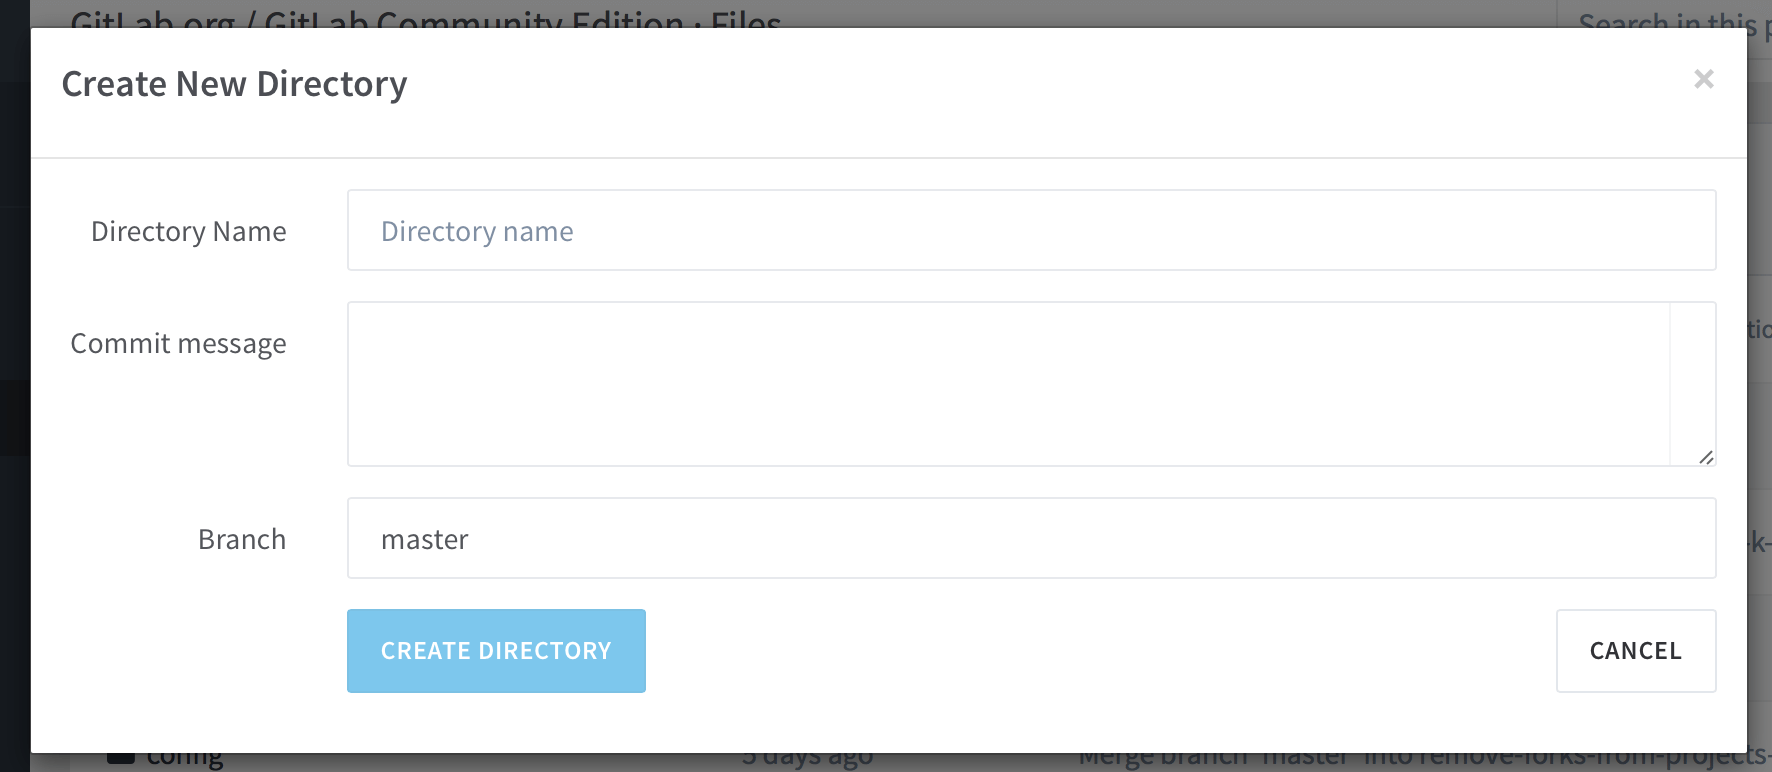 GitLab.org / GitLab Community Edition · Files
Search in this p
Create New Directory
×
Directory Name
Directory name
Commit message
Branch
master
CREATE DIRECTORY
CANCEL
tio
-k-
config
5 days ago
Merge branch 'master' into remove-forks-from-projects-